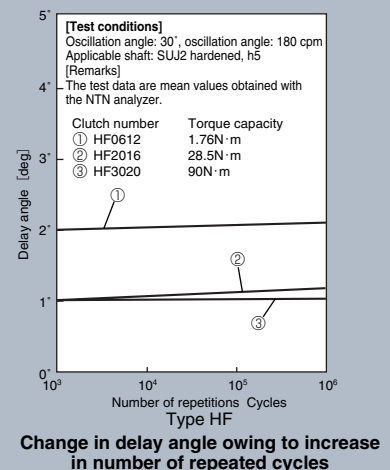 [Test conditions]
Oscillation angle: 30˚, oscillation angle: 180 cpm
Applicable shaft: SUJ2 hardened, h5
[Remarks]
The test data are mean values obtained with
the NTN analyzer.
Clutch number Torque capacity
① HF0612 1.76N·m
② HF2016 28.5N·m
③ HF3020 90N·m
Delay angle [deg]
5˚
4˚
3˚
2˚
1˚
0˚
①
②
③
10³ 10⁴ 10⁵ 10⁶
Number of repetitions Cycles
Type HF
Change in delay angle owing to increase
in number of repeated cycles